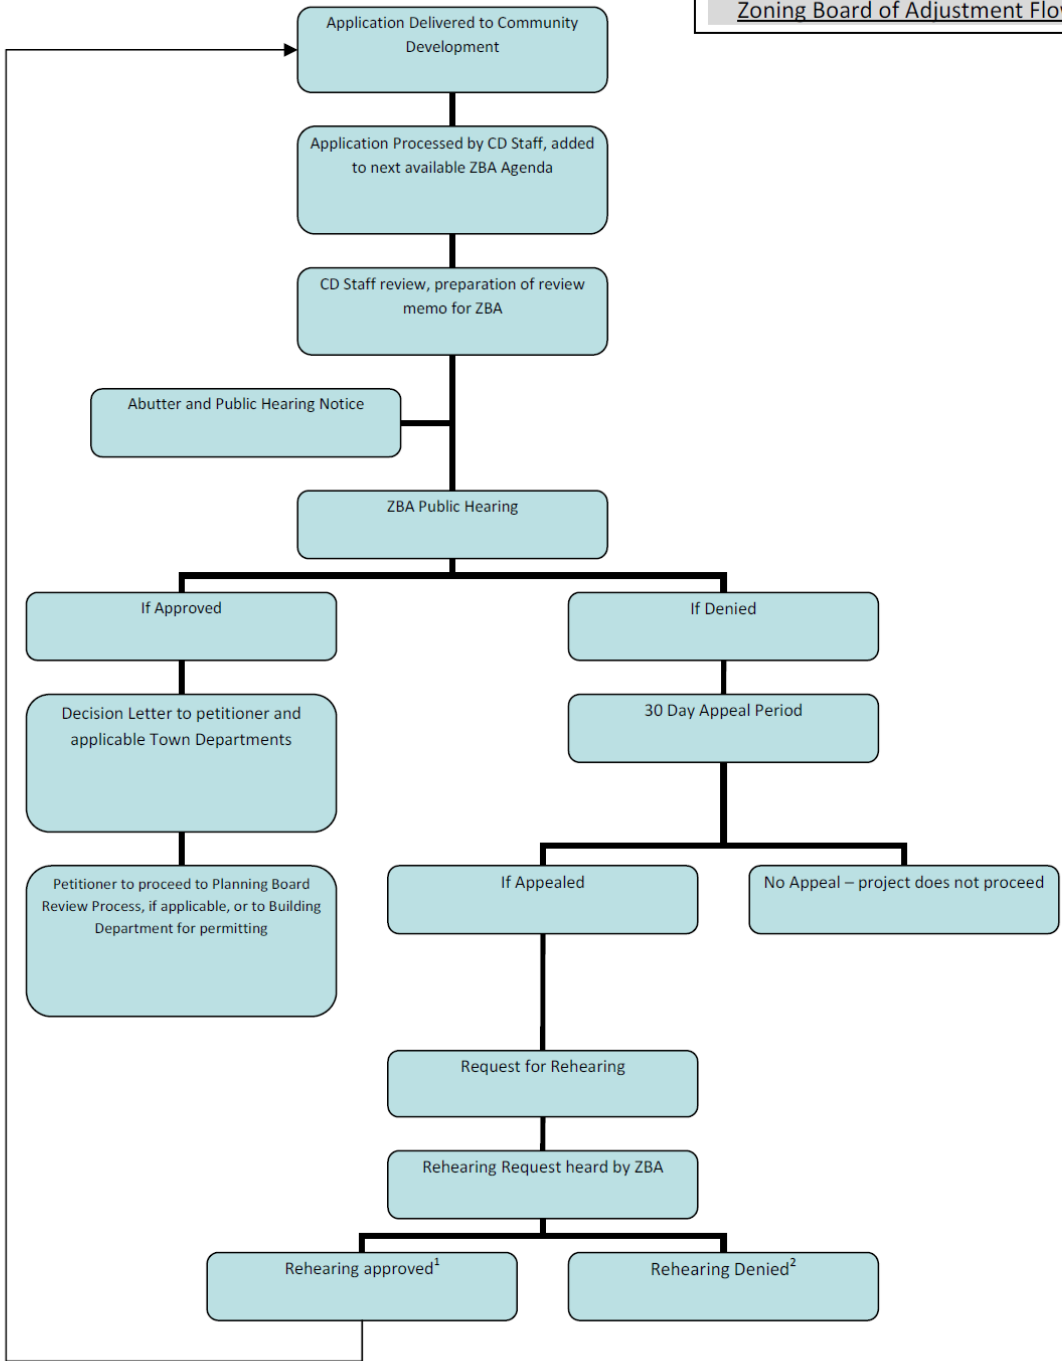 Zoning Board of Adjustment Flo
Application Delivered to Community
Development
Application Processed by CD Staff, added
to next available ZBA Agenda
CD Staff review, preparation of review
memo for ZBA
Abutter and Public Hearing Notice
ZBA Public Hearing
If Approved
If Denied
Decision Letter to petitioner and
applicable Town Departments
30 Day Appeal Period
Petitioner to proceed to Planning Board
Review Process, if applicable, or to Building
Department for permitting
If Appealed
No Appeal – project does not proceed
Request for Rehearing
Rehearing Request heard by ZBA
Rehearing approved¹
Rehearing Denied²